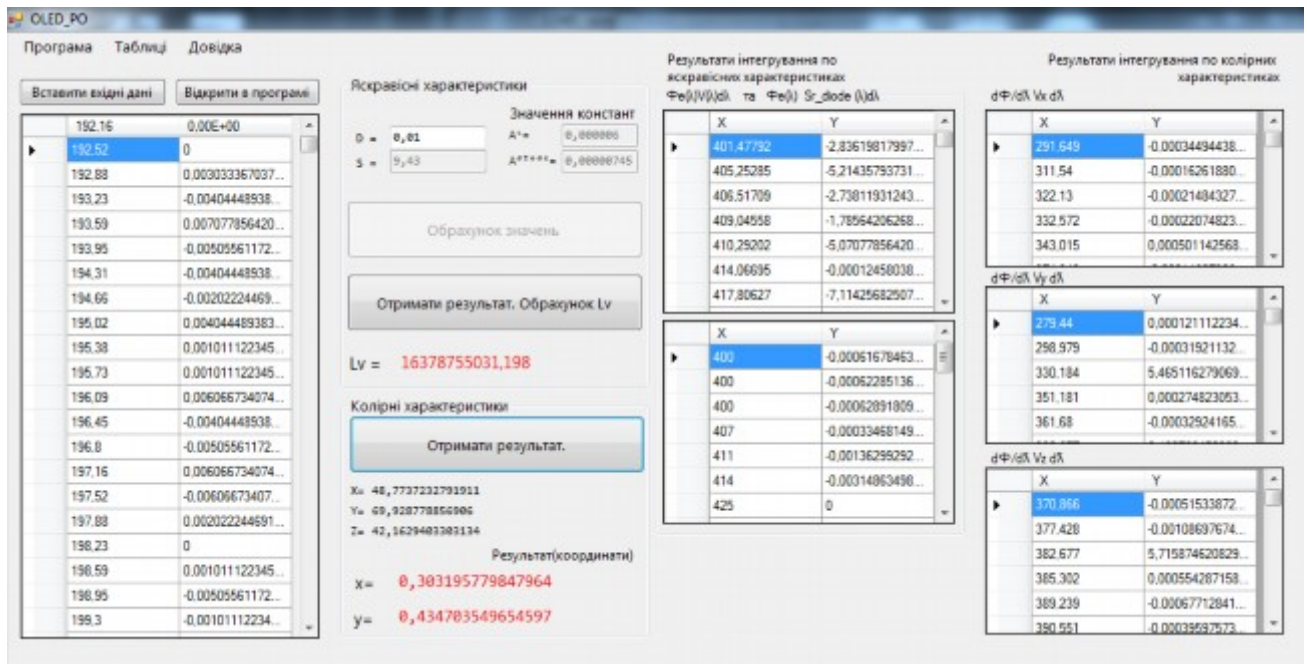 OLED_PO
Програма Таблиці Довідка
Вставити вхідні дані Відкрити в програмі
192,16 0,00E+00
192,52 0
192,88 0,003033367037...
193,23 -0,00404448938...
193,59 0,007077856420...
193,95 -0,00505561172...
194,31 -0,00404448938...
194,66 -0,00202224469...
195,02 0,004044489383...
195,38 0,001011122345...
195,73 0,001011122345...
196,09 0,006066734074...
196,45 -0,00404448938...
196,8 -0,00505561172...
197,16 0,006066734074...
197,52 -0,00606673407...
197,88 0,002022244691...
198,23 0
198,59 0,001011122345...
198,95 -0,00505561172...
199,3 -0,00101112234...
Яскравісні характеристики
Значення констант
D = 0,01 A'= 0,000006
S = 9,43 0,00000745
Обрахунок значень
Отримати результат. Обрахунок Lv
Lv = 16378755031,198
Колірні характеристики
Отримати результат.
X= 48,7737232791911
Y= 69,928778856906
Z= 42,1629403303134
Результат(координати)
x= 0,303195779847964
y= 0,434703549654597
Результати інтегрування по
яскравісних характеристиках
Φe(λ)V(λ)dλ та Φe(λ) Sr_diode (λ)dλ
X Y
401,47792 -2,83619817997...
405,25285 -5,21435793731...
406,51709 -2,73811931243...
409,04558 -1,78564206268...
410,29202 -5,07077856420...
414,06695 -0,00012458038...
417,80627 -7,11425682507...
X Y
400 -0,00061678463...
400 -0,00062285136...
400 -0,00062891809...
407 -0,00033468149...
411 -0,00136299292...
414 -0,00314863498...
425 0
Результати інтегрування по колірних
характеристиках
dΦ/dλ Vx dλ
X Y
291,649 -0,00034494438...
311,54 -0,00016261880...
322,13 -0,00021484327...
332,572 -0,00022074823...
343,015 0,000501142568...
dΦ/dλ Vy dλ
X Y
279,44 0,000121112234...
298,979 -0,00031921132...
330,184 5,465116279069...
351,181 0,000274823053...
361,68 -0,00032924165...
dΦ/dλ Vz dλ
X Y
370,866 -0,00051533872...
377,428 -0,00108697674...
382,677 5,715874620829...
385,302 0,000554287158...
389,239 -0,00067712841...
390,551 -0,00039597573...